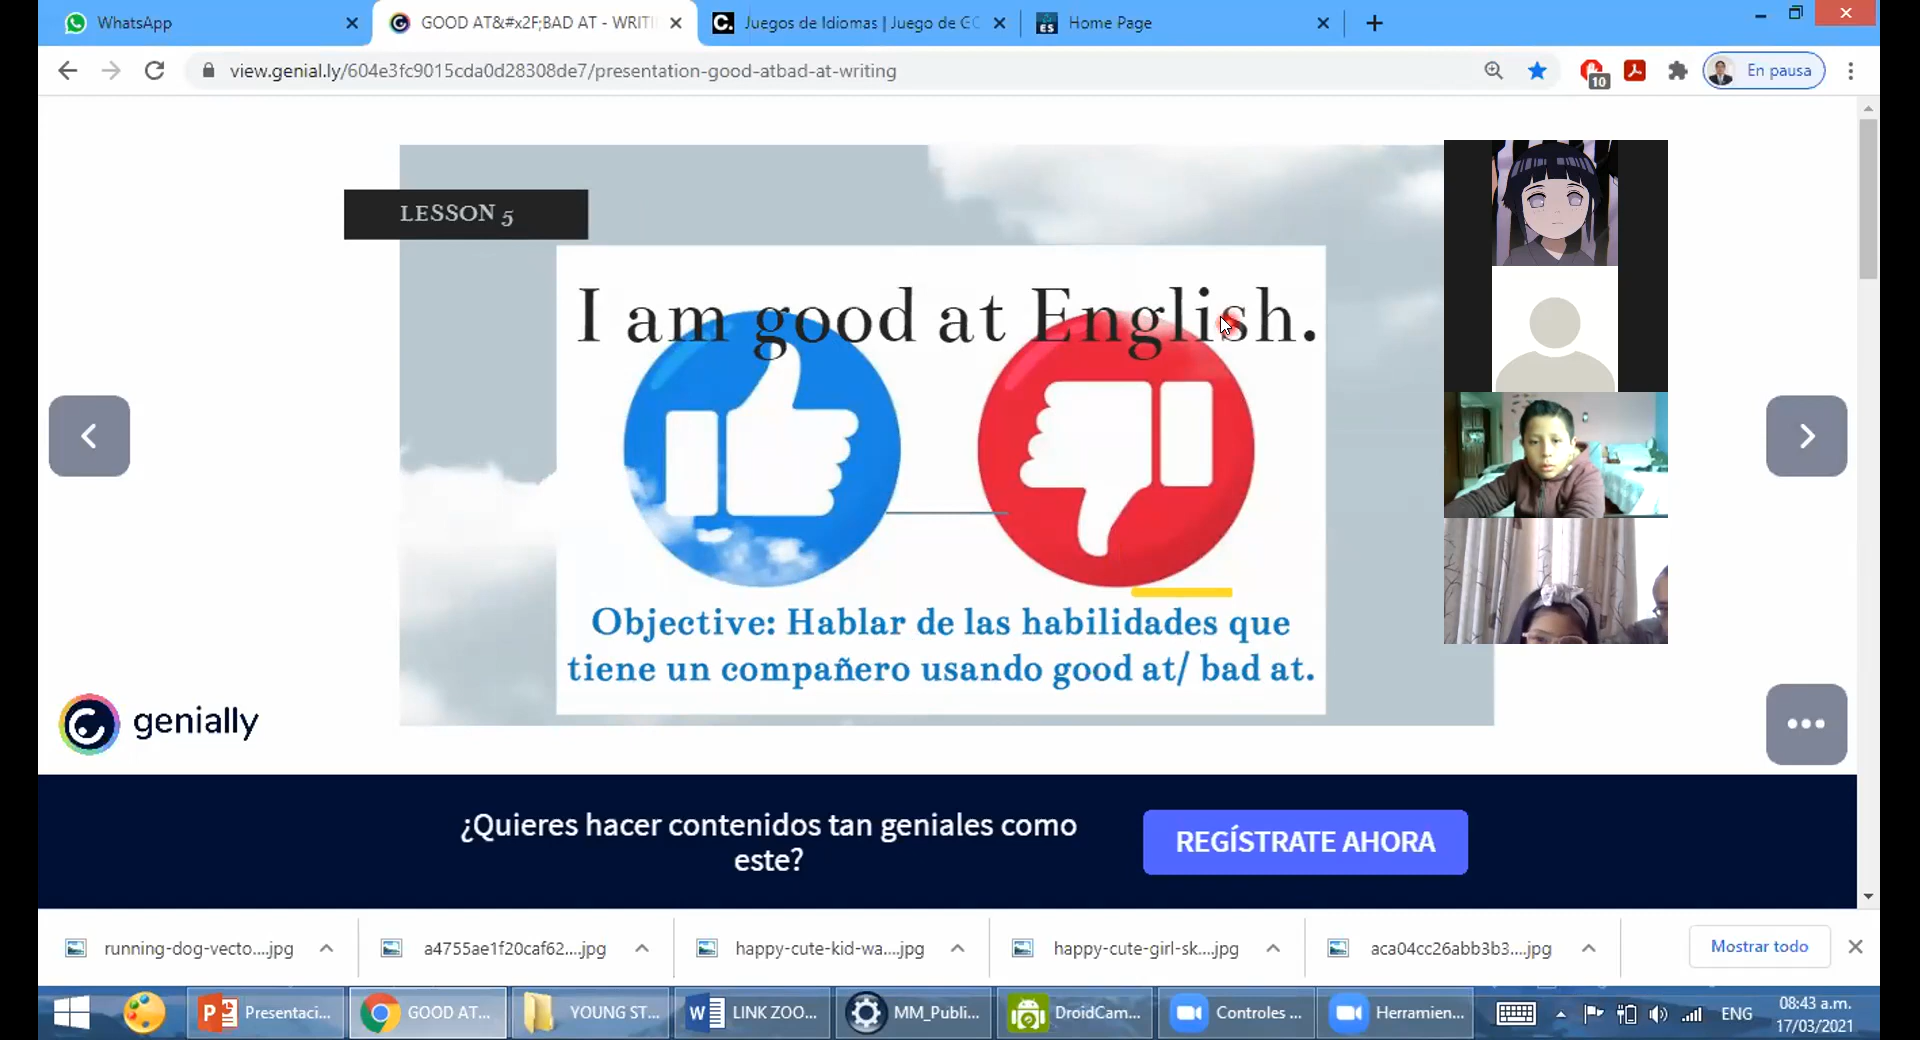 WhatsApp
GOOD AT&#x2F;BAD AT - WRITI
Juegos de Idiomas | Juego de GO
Home Page
view.genial.ly/604e3fc9015cda0d28308de7/presentation-good-atbad-at-writing
10
En pausa
LESSON 5
I am good at English.
Objective: Hablar de las habilidades que
tiene un compañero usando good at/ bad at.
genially
¿Quieres hacer contenidos tan geniales como
este?
REGÍSTRATE AHORA
running-dog-vecto....jpg
a4755ae1f20caf62....jpg
happy-cute-kid-wa....jpg
happy-cute-girl-sk....jpg
aca04cc26abb3b3....jpg
Mostrar todo
Presentaci...
GOOD AT...
YOUNG ST...
LINK ZOO...
MM_Publi...
DroidCam...
Controles ...
Herramien...
ENG
08:43 a.m.
17/03/2021